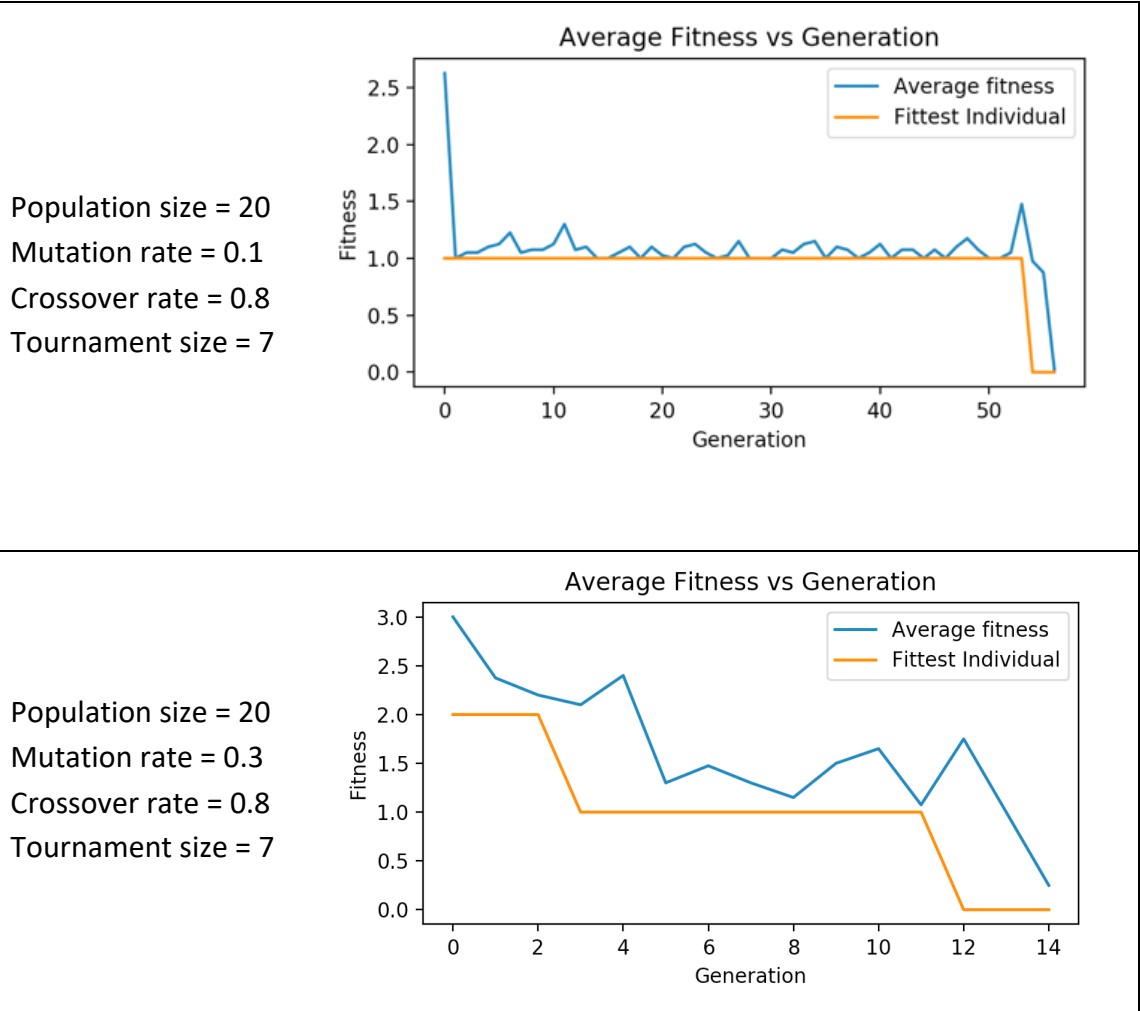 Average Fitness vs Generation
Average fitness
Fittest Individual
Population size = 20
Mutation rate = 0.1
Crossover rate = 0.8
Tournament size = 7
Fitness
2.5
2.0
1.5
1.0
0.5
0.0
0 10 20 30 40 50
Generation
Average Fitness vs Generation
Average fitness
Fittest Individual
Population size = 20
Mutation rate = 0.3
Crossover rate = 0.8
Tournament size = 7
Fitness
3.0
2.5
2.0
1.5
1.0
0.5
0.0
0 2 4 6 8 10 12 14
Generation